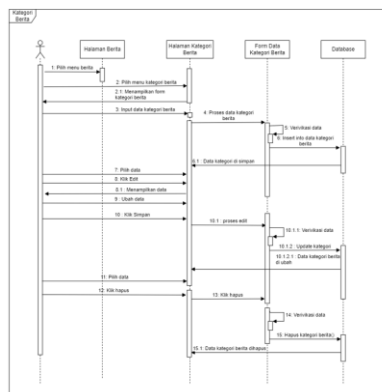 Kategori
Berita
Halaman Berita
Halaman Kategori
Berita
Form Data
Kategori Berita
Database
1: Pilih menu berita
2: Pilih menu kategori berita
2.1: Menampilkan form
kategori berita
3: Input data kategori berita
4: Proses data kategori
berita
5: Verivikasi data
6: Insert into data kategori
berita
6.1 : Data kategori di simpan
7: Pilih data
8: Klik Edit
8.1 : Menampilkan data
9 : Ubah data
10 : Klik Simpan
10.1 : proses edit
10.1.1: Verivikasi data
10.1.2 : Update kategori
10.1.2.1 : Data kategori berita
di ubah
11: Pilih data
12: Klik hapus
13: Klik hapus
14: Verivikasi data
15: Hapus kategori berita()
15.1: Data kategori berita dihapus